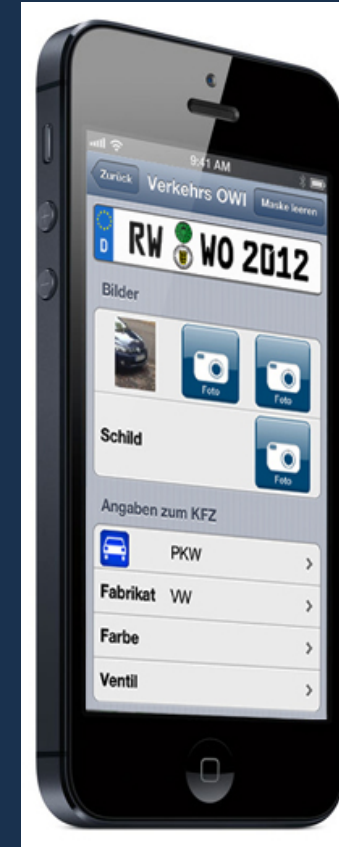 9:41 AM
Zurück Verkehrs OWI Maske leeren
D RW WO 2012
Bilder
Foto Foto
Schild Foto
Angaben zum KFZ
PKW
Fabrikat VW
Farbe
Ventil